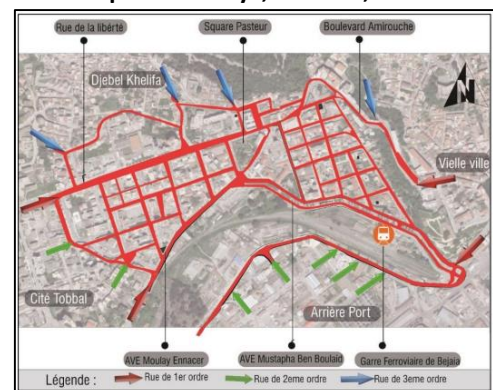 Rue de la libérté
Square Pasteur
Boulevard Amirouche
Djebel Khelifa
N
Vielle ville
Cité Tobbal
Arrière Port
AVE Moulay Ennacer
AVE Mustapha Ben Boulaid
Garre Ferroviaire de Bejaia
Légende :
Rue de 1er ordre
Rue de 2eme ordre
Rue de 3eme ordre